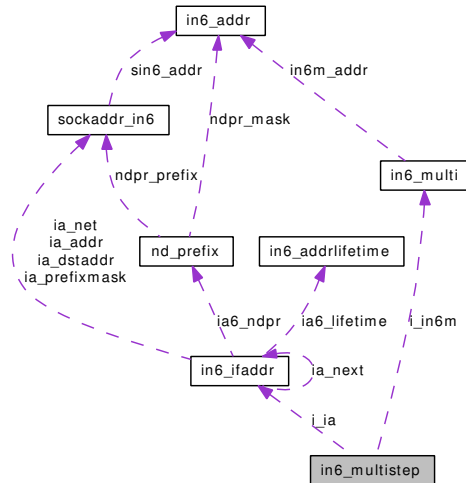 in6_addr
sin6_addr
in6m_addr
sockaddr_in6
ndpr_mask
ndpr_prefix
in6_multi
ia_net
ia_addr
ia_dstaddr
ia_prefixmask
nd_prefix
in6_addrlifetime
ia6_ndpr
ia6_lifetime
i_in6m
in6_ifaddr
ia_next
i_ia
in6_multistep